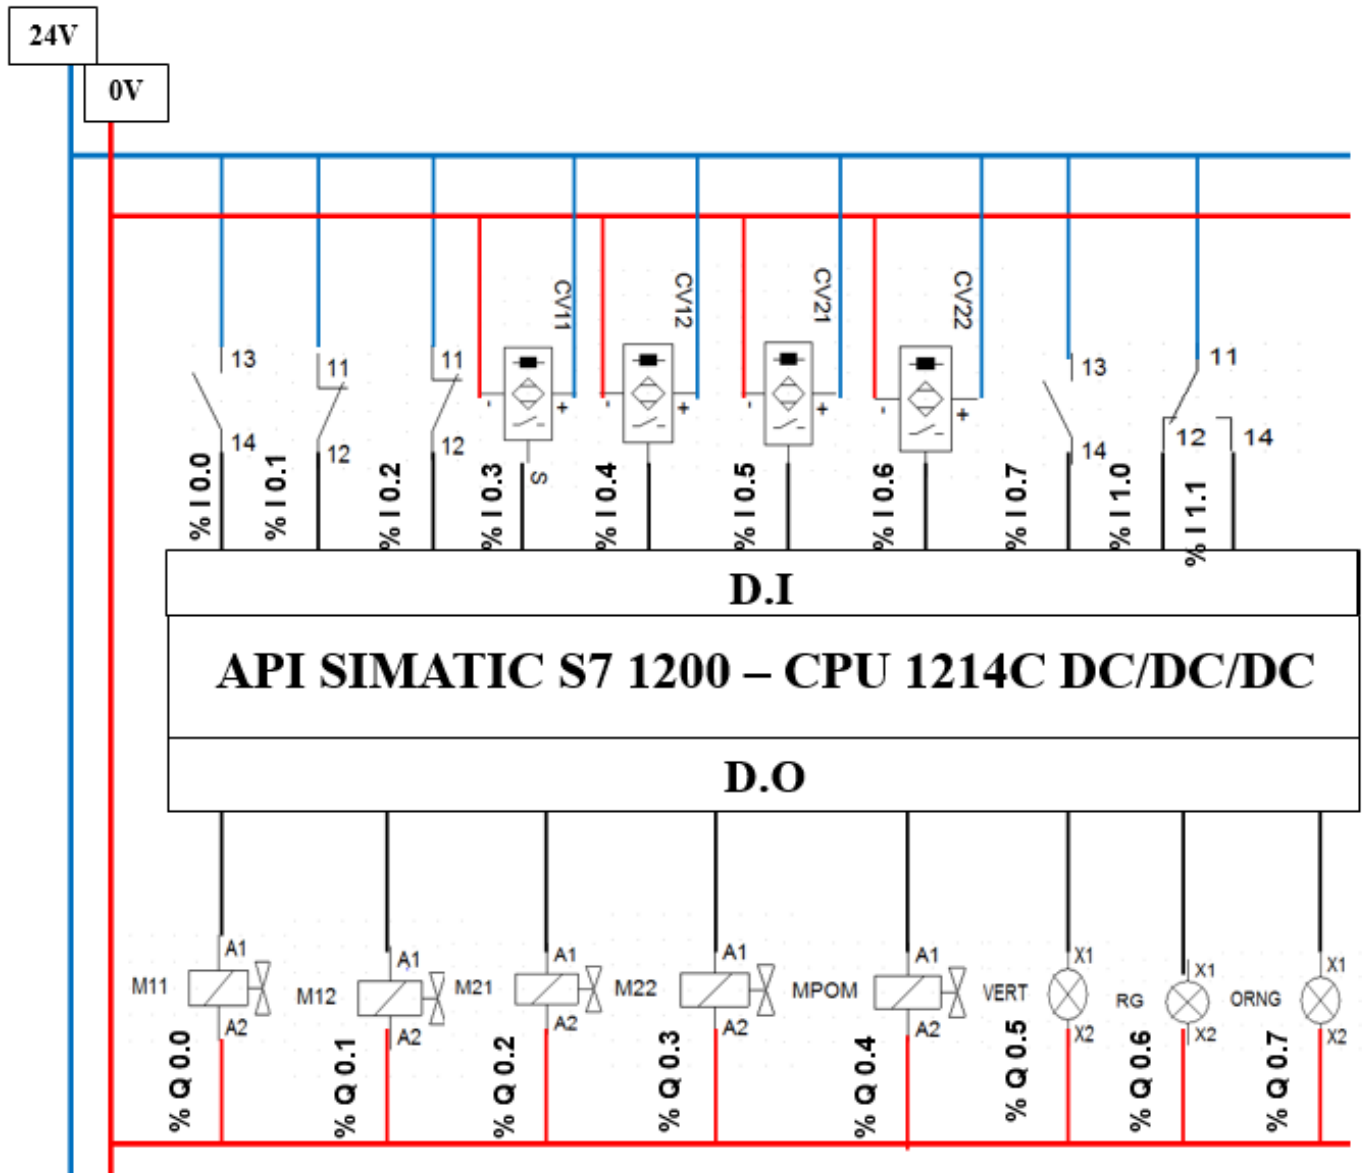 24V
0V
CV11
CV12
CV21
CV22
13
11
11
13
11
- +
- +
- +
- +
14
12
12
14
12
14
S
% I 0.0
% I 0.1
% I 0.2
% I 0.3
% I 0.4
% I 0.5
% I 0.6
% I 0.7
% I 1.0
% I 1.1
D.I
API SIMATIC S7 1200 – CPU 1214C DC/DC/DC
D.O
A1
A1
A1
A1
A1
X1
X1
X1
M11
M12
M21
M22
MPOM
VERT
RG
ORNG
A2
A2
A2
A2
A2
X2
X2
X2
% Q 0.0
% Q 0.1
% Q 0.2
% Q 0.3
% Q 0.4
% Q 0.5
% Q 0.6
% Q 0.7